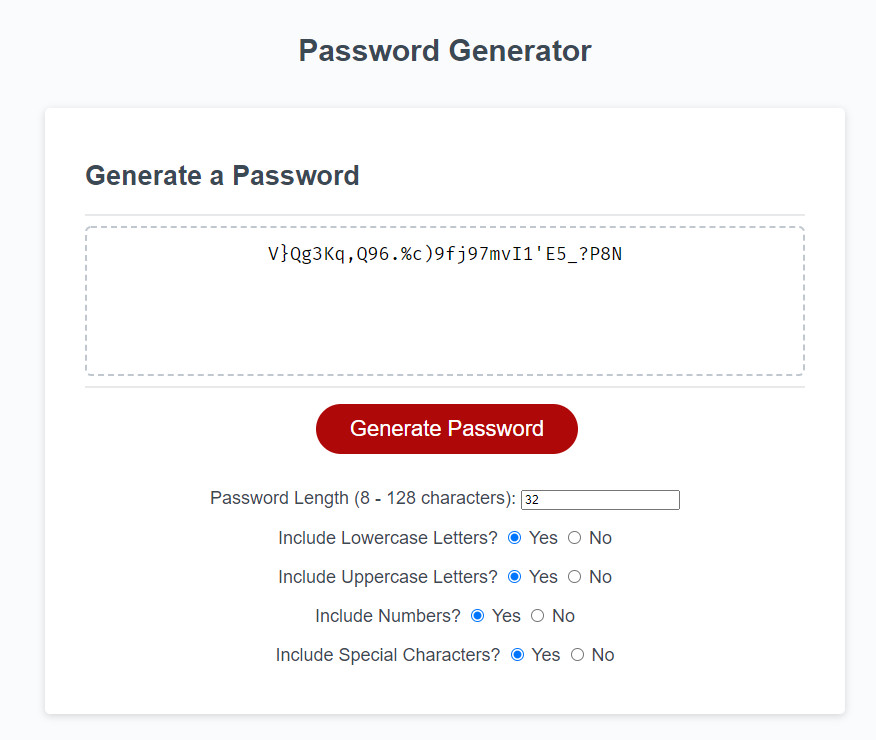 Password Generator
Generate a Password
V}Qg3Kq,Q96.%c)9fj97mvI1'E5_?P8N
Generate Password
Password Length (8 - 128 characters): 32
Include Lowercase Letters? Yes No
Include Uppercase Letters? Yes No
Include Numbers? Yes No
Include Special Characters? Yes No